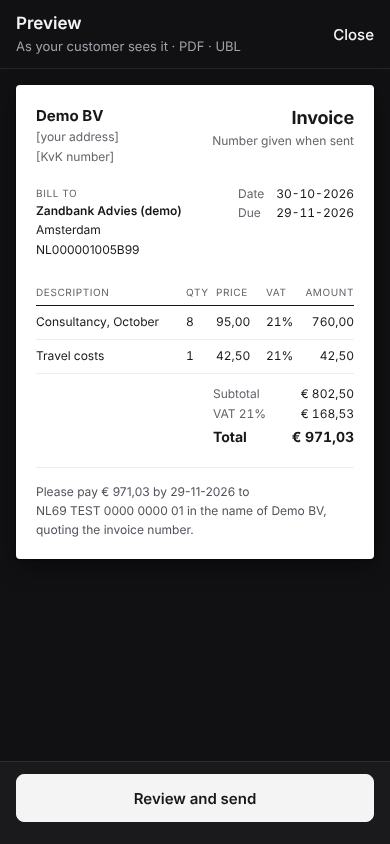 Preview
As your customer sees it · PDF · UBL
Close
Demo BV
[your address]
[KvK number]
Invoice
Number given when sent
BILL TO
Zandbank Advies (demo)
Amsterdam
NL000001005B99
Date 30-10-2026
Due 29-11-2026
DESCRIPTION QTY PRICE VAT AMOUNT
Consultancy, October 8 95,00 21% 760,00
Travel costs 1 42,50 21% 42,50
Subtotal € 802,50
VAT 21% € 168,53
Total € 971,03
Please pay € 971,03 by 29-11-2026 to
NL69 TEST 0000 0000 01 in the name of Demo BV,
quoting the invoice number.
Review and send